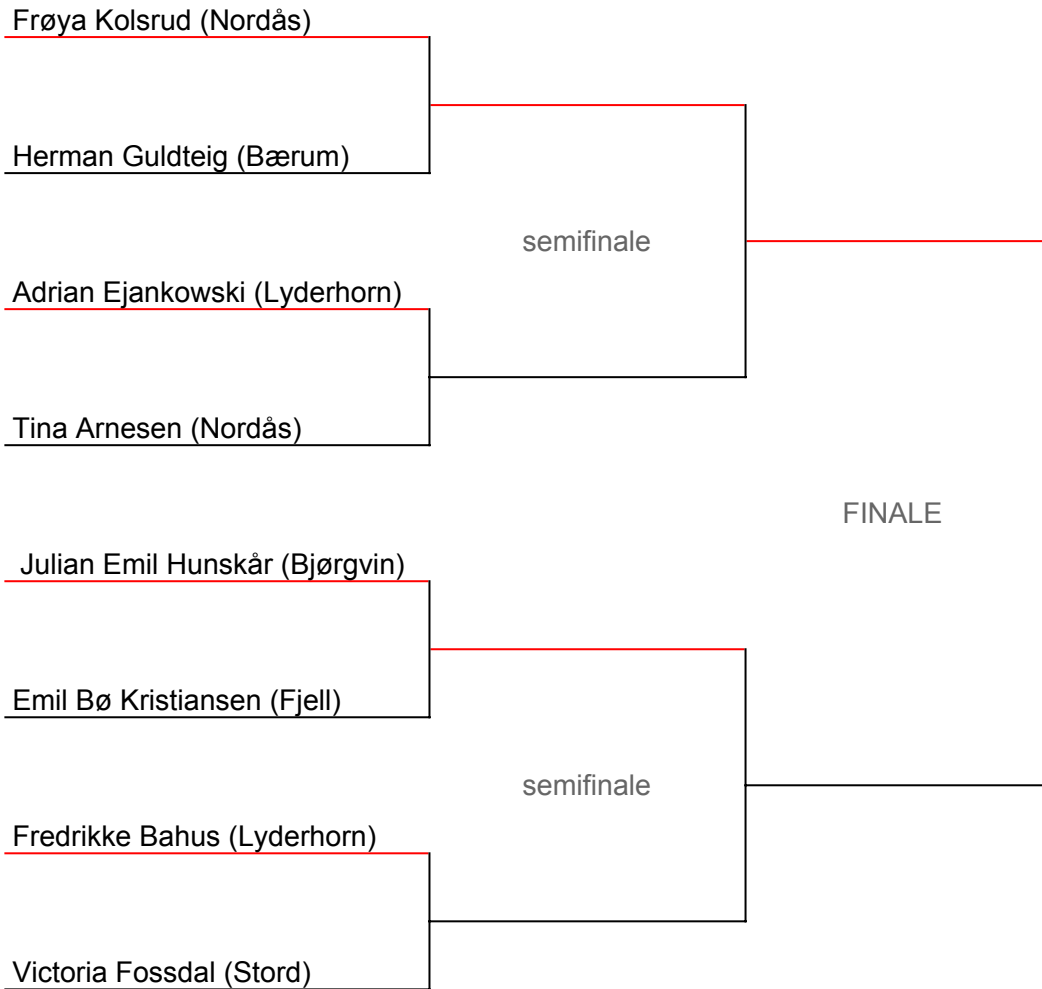 Frøya Kolsrud (Nordås)
Herman Guldteig (Bærum)
semifinale
Adrian Ejankowski (Lyderhorn)
Tina Arnesen (Nordås)
FINALE
Julian Emil Hunskår (Bjørgvin)
Emil Bø Kristiansen (Fjell)
semifinale
Fredrikke Bahus (Lyderhorn)
Victoria Fossdal (Stord)